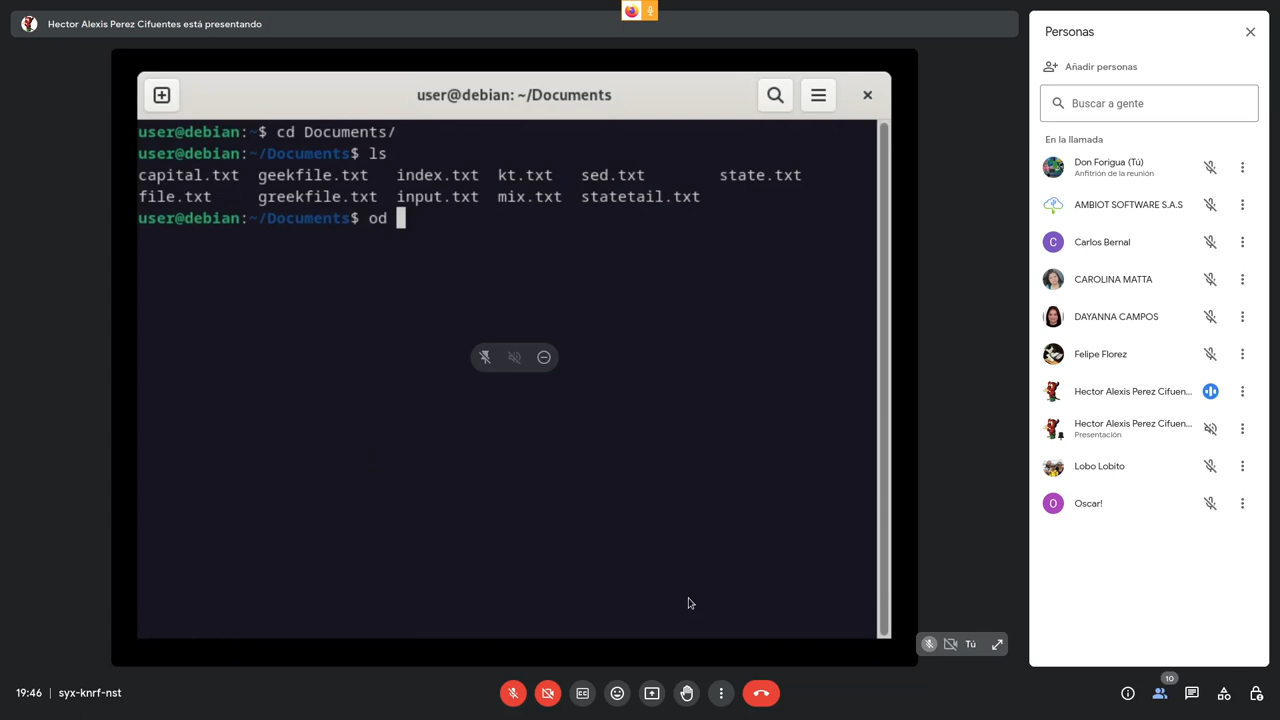 Hector Alexis Perez Cifuentes está presentando
user@debian: ~/Documents
user@debian:~$ cd Documents/
user@debian:~/Documents$ ls
capital.txt geekfile.txt index.txt kt.txt sed.txt state.txt
file.txt greekfile.txt input.txt mix.txt statetail.txt
user@debian:~/Documents$ od
Tú
19:46 | syx-knrf-nst
Personas
Añadir personas
Buscar a gente
En la llamada
Don Forigua (Tú)
Anfitrión de la reunión
AMBIOT SOFTWARE S.A.S
C
Carlos Bernal
CAROLINA MATTA
DAYANNA CAMPOS
Felipe Florez
Hector Alexis Perez Cifuen...
Hector Alexis Perez Cifuen...
Presentación
Lobo Lobito
O
Oscar!
10